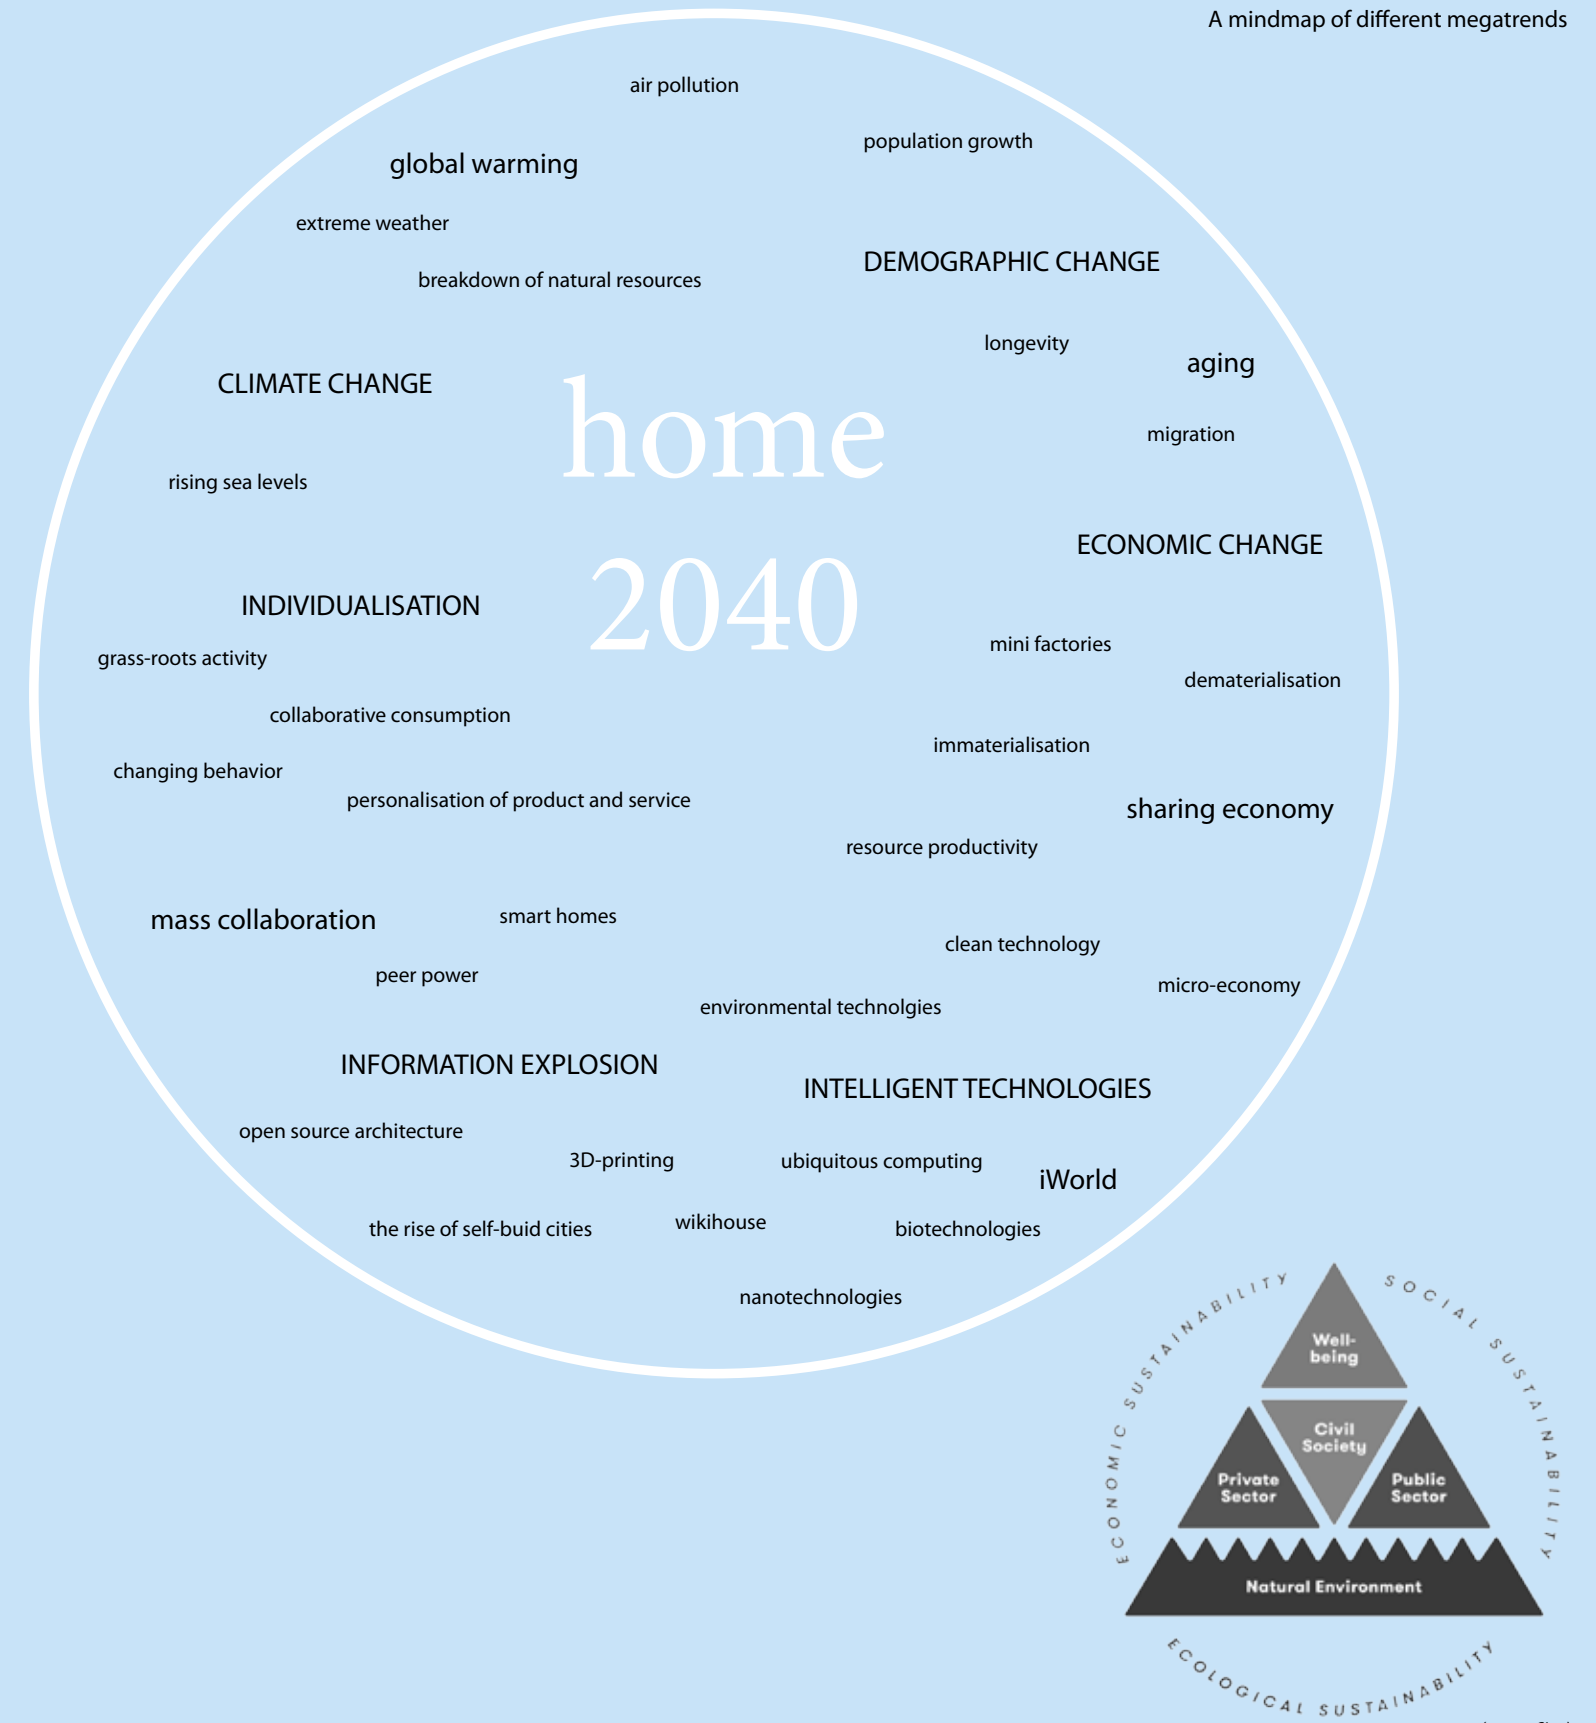 A mindmap of different megatrends
air pollution
population growth
global warming
extreme weather
DEMOGRAPHIC CHANGE
breakdown of natural resources
longevity
aging
CLIMATE CHANGE
home
migration
rising sea levels
ECONOMIC CHANGE
2040
INDIVIDUALISATION
mini factories
grass-roots activity
dematerialisation
collaborative consumption
immaterialisation
changing behavior
personalisation of product and service
sharing economy
resource productivity
mass collaboration
smart homes
clean technology
peer power
micro-economy
environmental technolgies
INFORMATION EXPLOSION
INTELLIGENT TECHNOLOGIES
open source architecture
3D-printing
ubiquitous computing
iWorld
the rise of self-buid cities
wikihouse
biotechnologies
nanotechnologies
ECONOMIC SUSTAINABILITY
SOCIAL SUSTAINABILITY
Well-
being
Civil
Society
Private
Sector
Public
Sector
Natural Environment
ECOLOGICAL SUSTAINABILITY